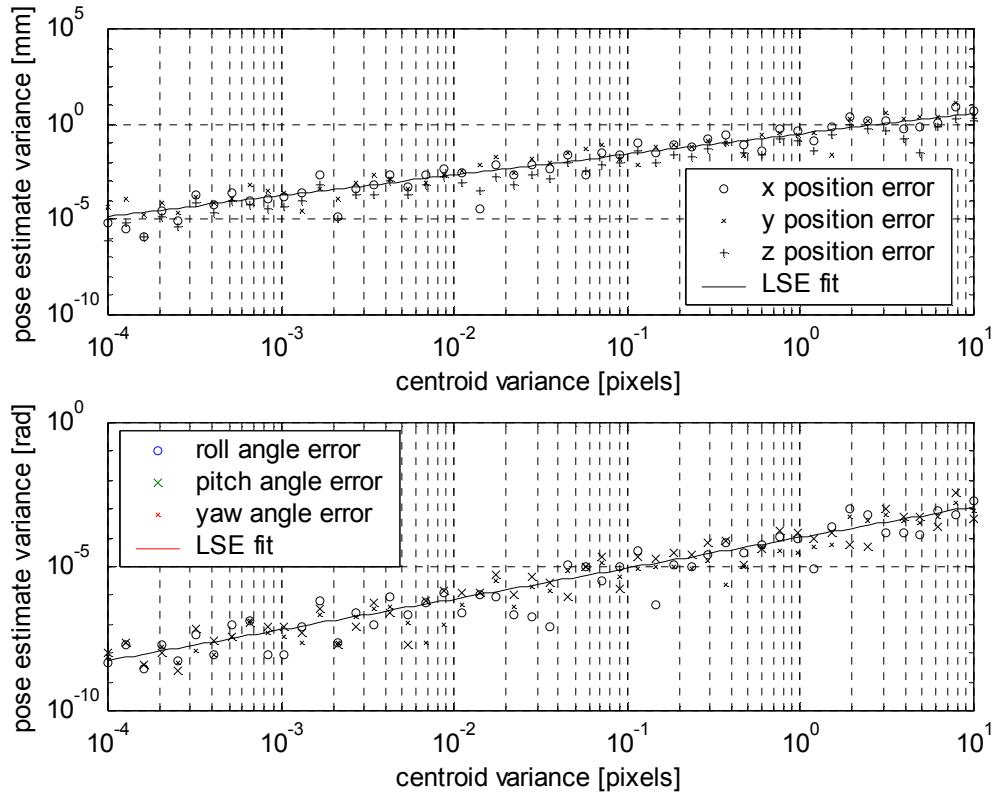 pose estimate variance [mm]
10^5
10^0
10^-5
10^-10
x position error
y position error
z position error
LSE fit
10^-4 10^-3 10^-2 10^-1 10^0 10^1
centroid variance [pixels]
pose estimate variance [rad]
10^0
10^-5
10^-10
roll angle error
pitch angle error
yaw angle error
LSE fit
10^-4 10^-3 10^-2 10^-1 10^0 10^1
centroid variance [pixels]